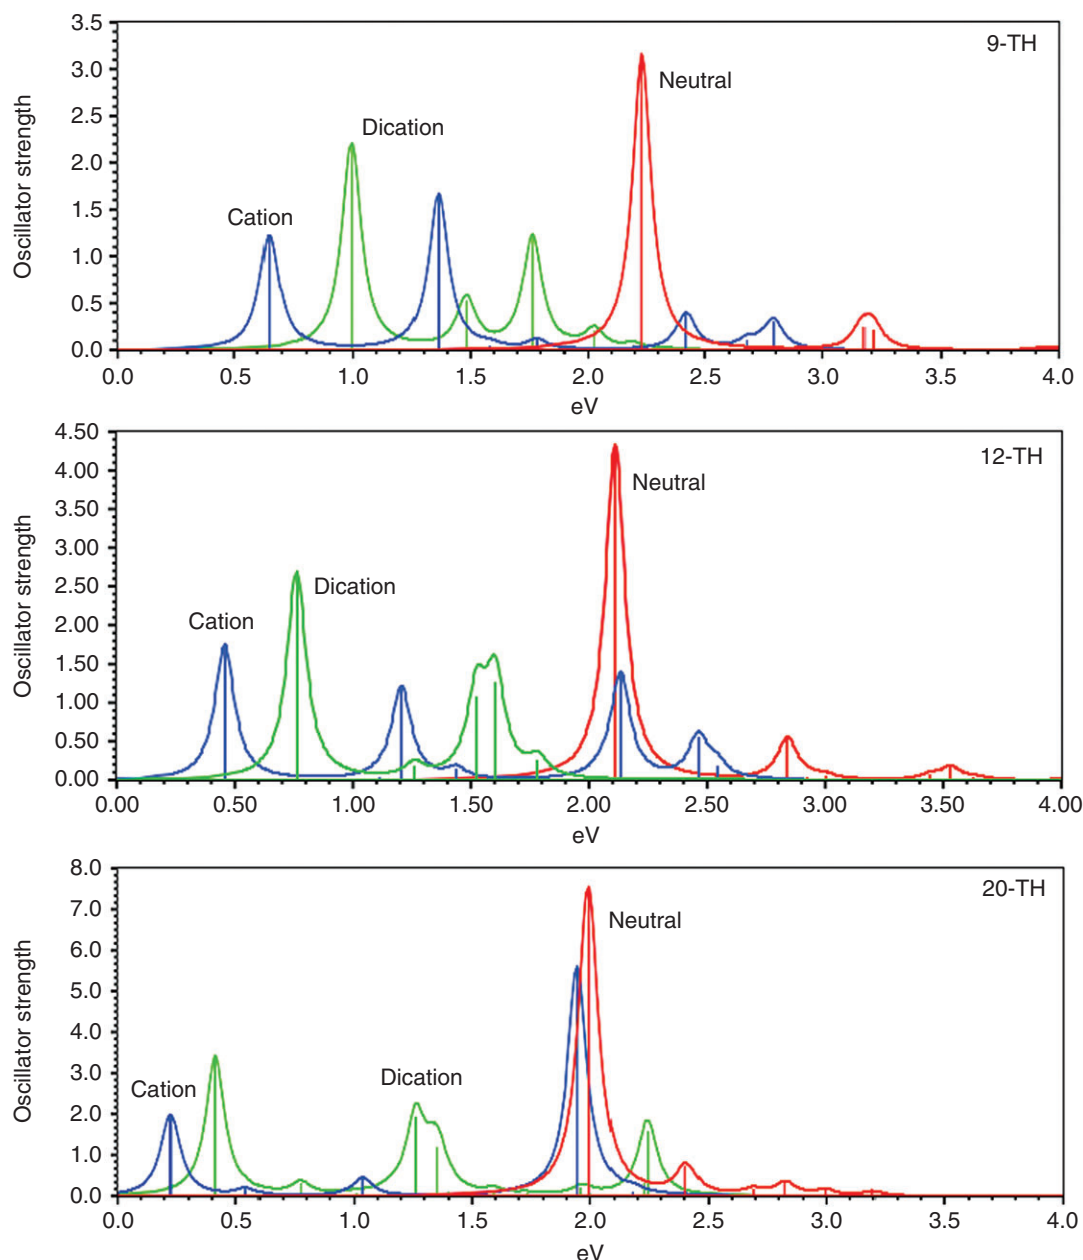 3.5
9-TH
3.0
Neutral
2.5
Dication
2.0
Oscillator strength
1.5
Cation
1.0
0.5
0.0
0.0 0.5 1.0 1.5 2.0 2.5 3.0 3.5 4.0
eV
4.50
12-TH
4.00
Neutral
3.50
3.00
Dication
2.50
Oscillator strength
2.00
Cation
1.50
1.00
0.50
0.00
0.00 0.50 1.00 1.50 2.00 2.50 3.00 3.50 4.00
eV
8.0
20-TH
7.0
Neutral
6.0
5.0
Oscillator strength
4.0
3.0
Cation Dication
2.0
1.0
0.0
0.0 0.5 1.0 1.5 2.0 2.5 3.0 3.5 4.0
eV